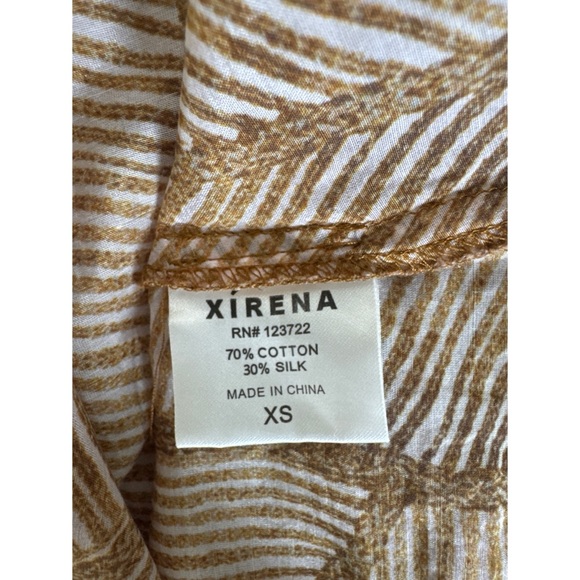 XÍRENA
RN# 123722
70% COTTON
30% SILK
MADE IN CHINA
XS